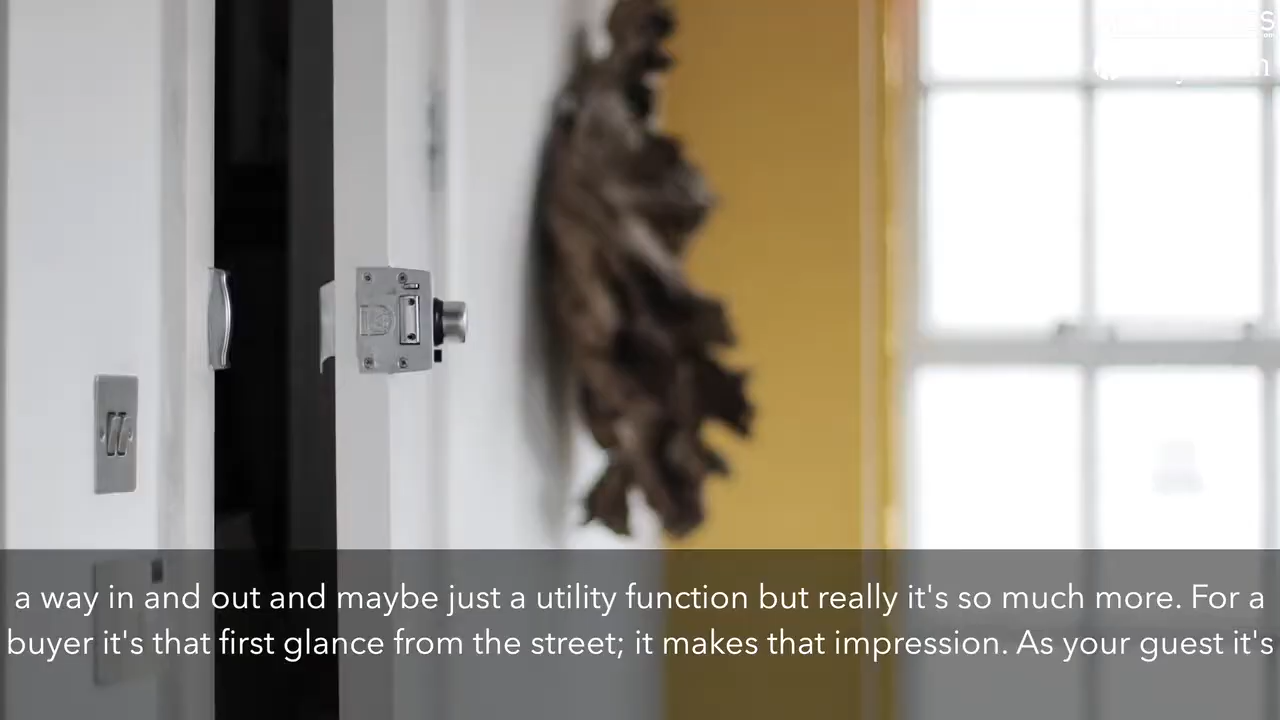 a way in and out and maybe just a utility function but really it's so much more. For a
buyer it's that first glance from the street; it makes that impression. As your guest it's